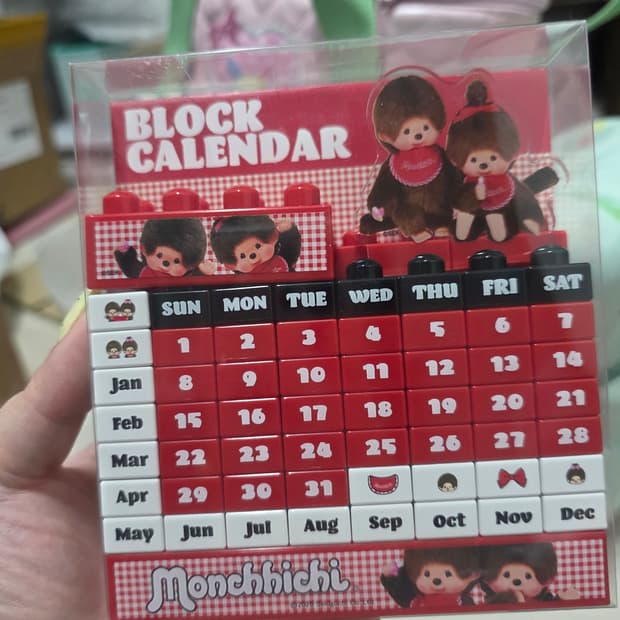 BLOCK
CALENDAR
SUN MON TUE WED THU FRI SAT
1 2 3 4 5 6 7
Jan 8 9 10 11 12 13 14
Feb 15 16 17 18 19 20 21
Mar 22 23 24 25 26 27 28
Apr 29 30 31
May Jun Jul Aug Sep Oct Nov Dec
Monchhichi